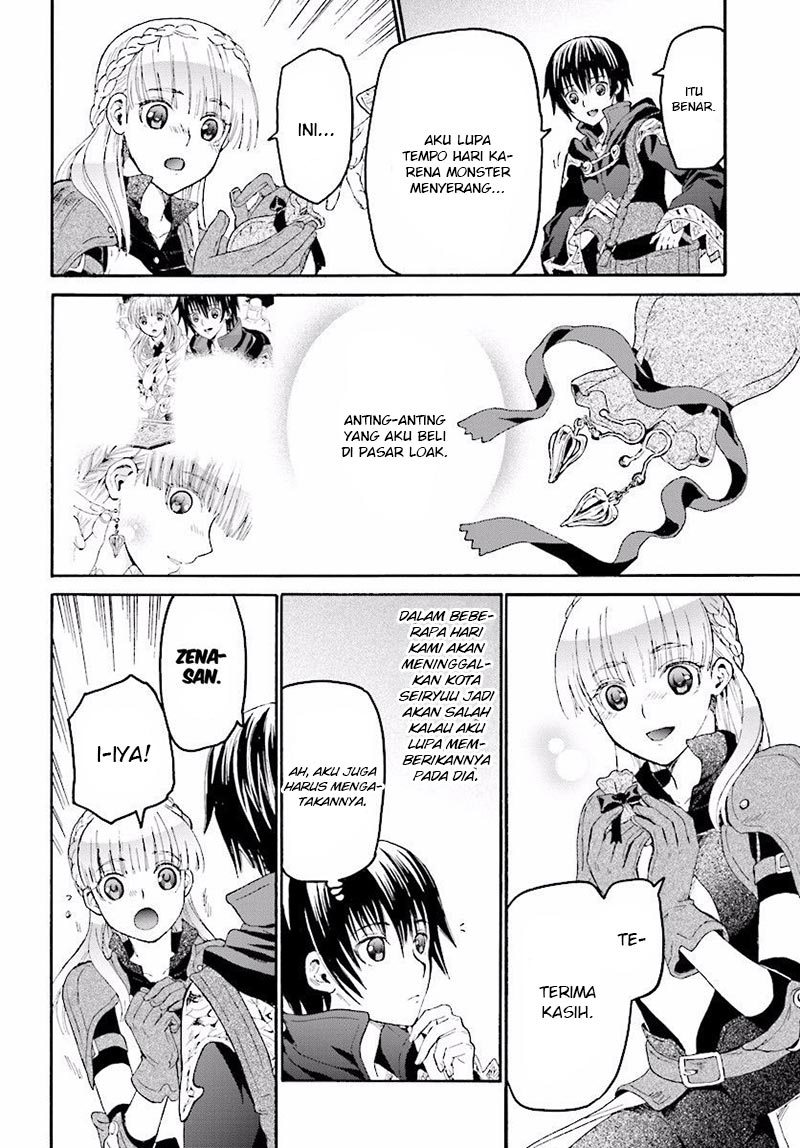 ITU
BENAR.
AKU LUPA
TEMPO HARI KA-
RENA MONSTER
MENYERANG...
INI...
ANTING-ANTING
YANG AKU BELI
DI PASAR LOAK.
TE-
TERIMA
KASIH.
DALAM BEBE-
RAPA HARI
KAMI AKAN
MENINGGAL-
KAN KOTA
SEIRYUU JADI
AKAN SALAH
KALAU AKU
LUPA MEM-
BERIKANNYA
PADA DIA.
AH, AKU JUGA
HARUS MENGA-
TAKANNYA.
ZENA-
SAN.
I-IYA!